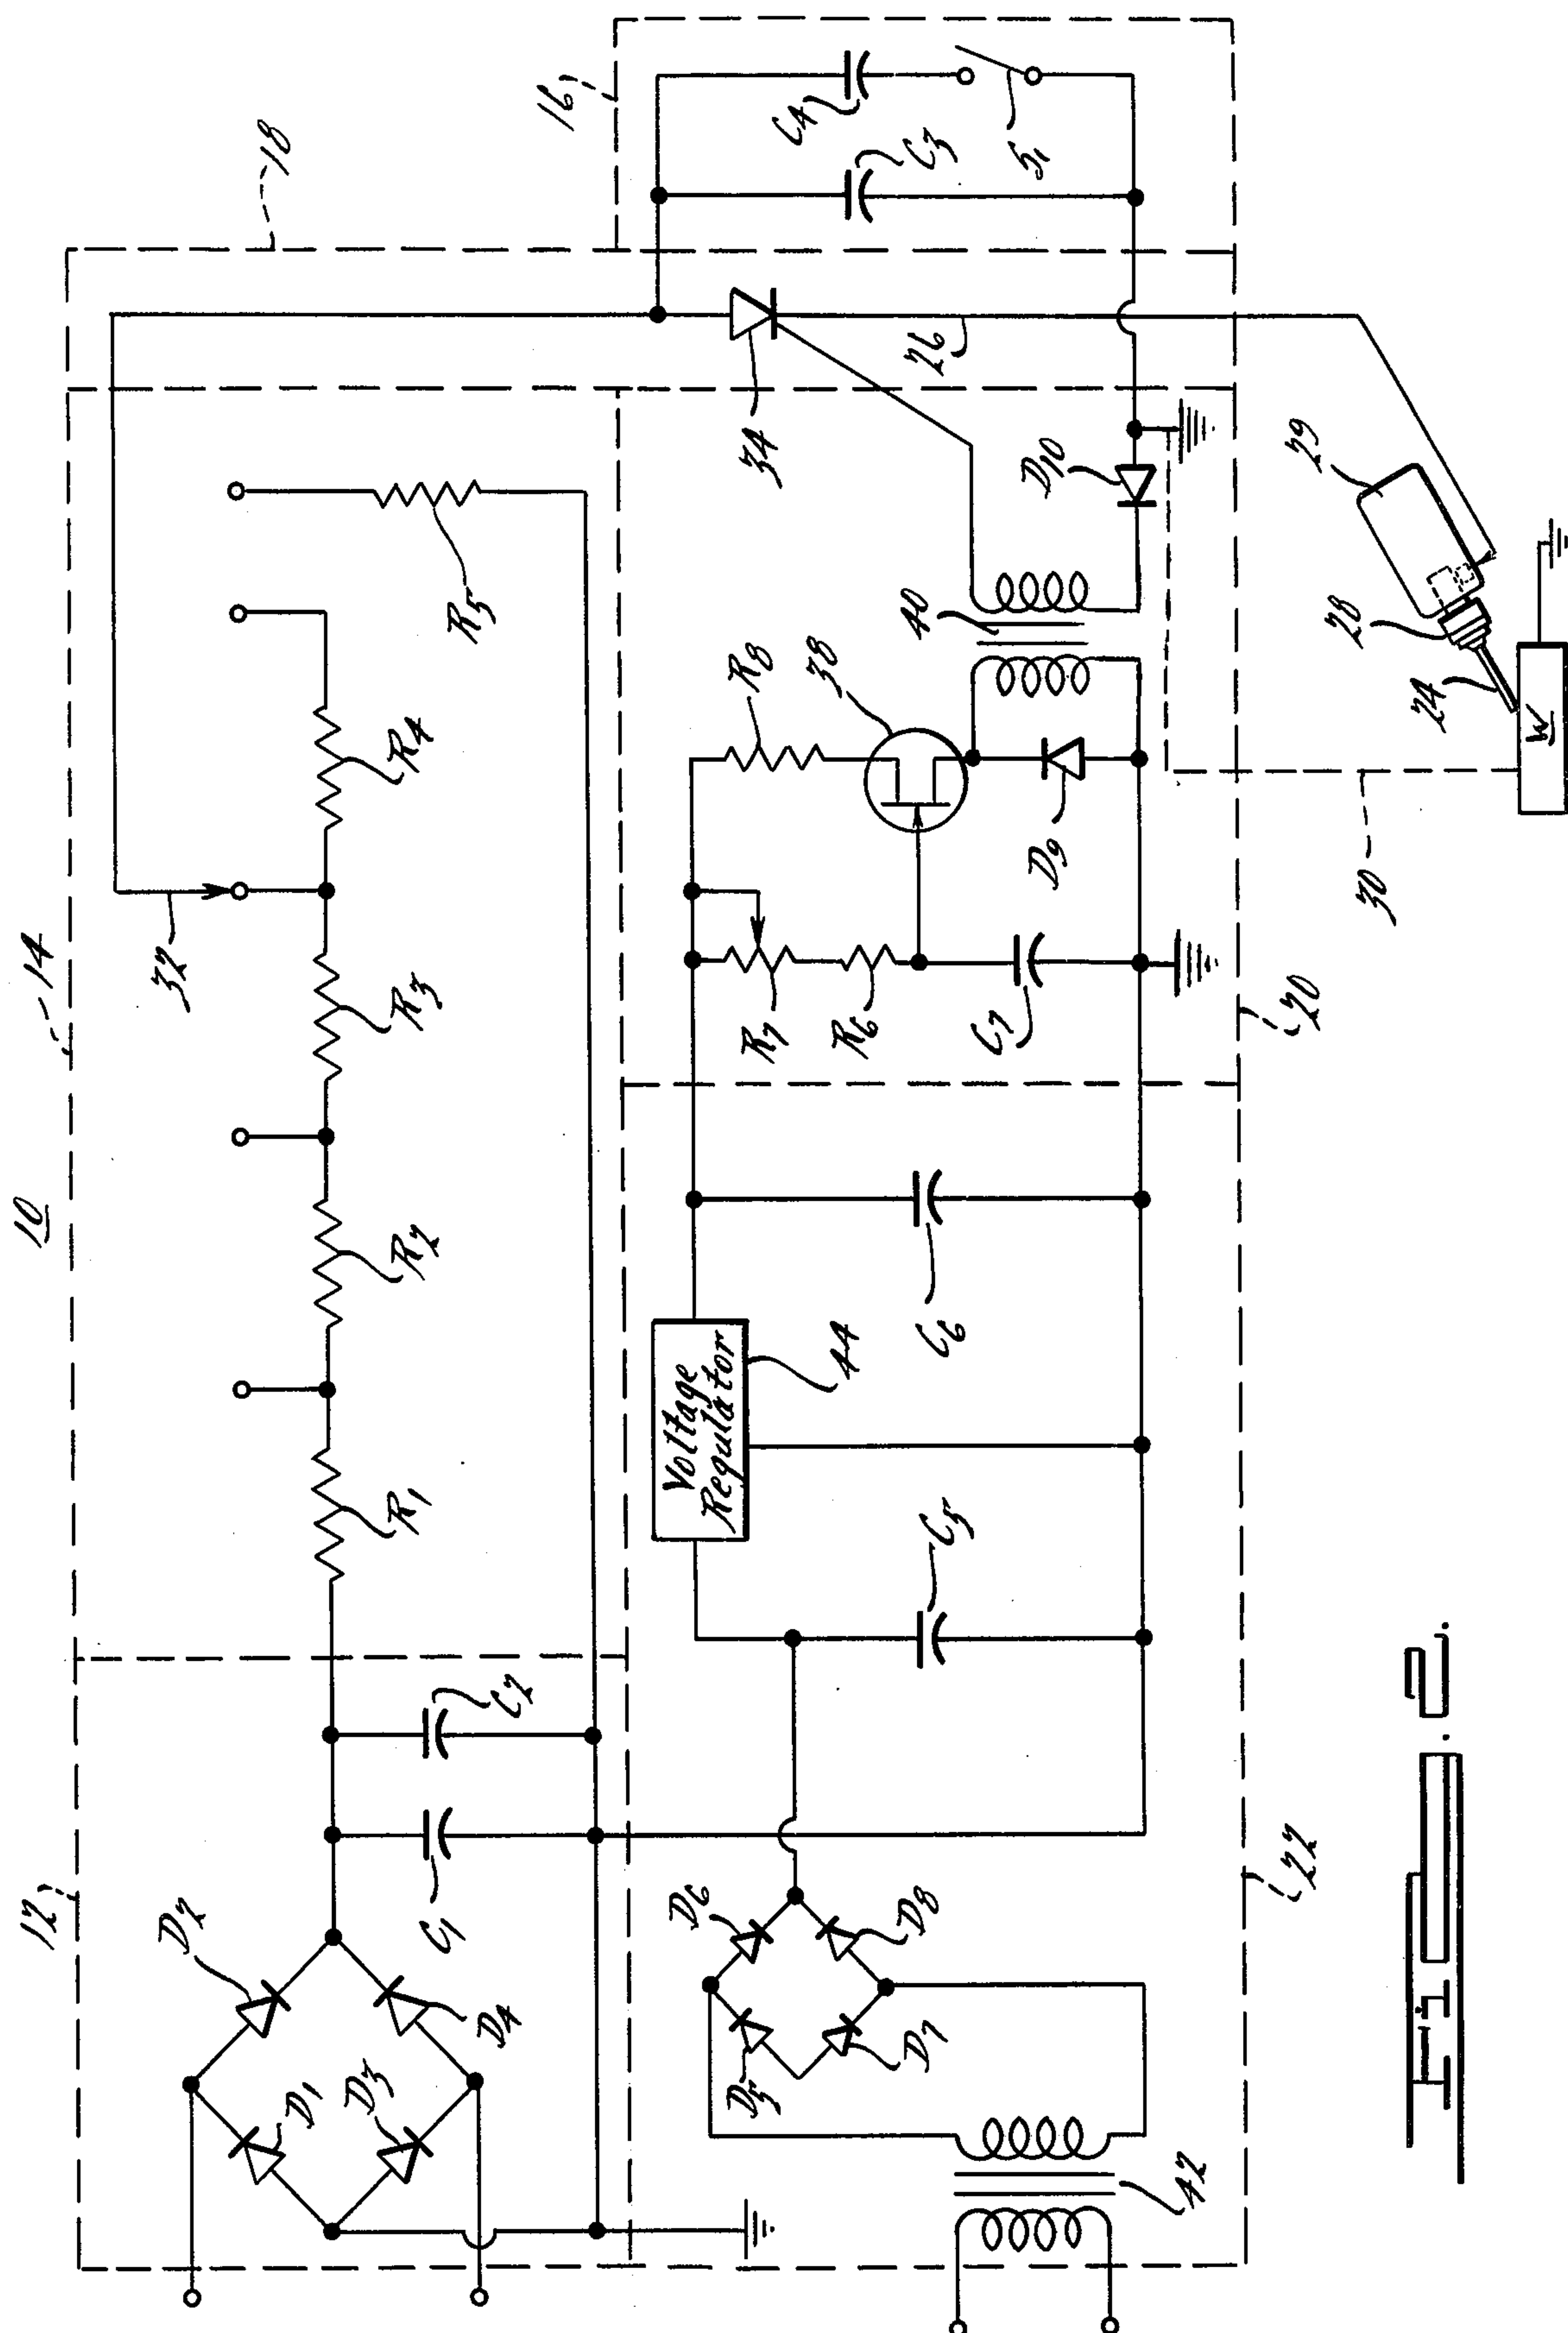 10
14
12
D2
D1
D3
D4
C1
C2
R1
R2
R3
R4
R5
32
18
16
C4
C3
S1
34
26
D6
D5
D8
D7
42
22
Voltage
Regulator
44
C5
C6
R7
R6
C7
R8
38
D9
40
D10
20
30
24
28
29
W
Fig. 2.